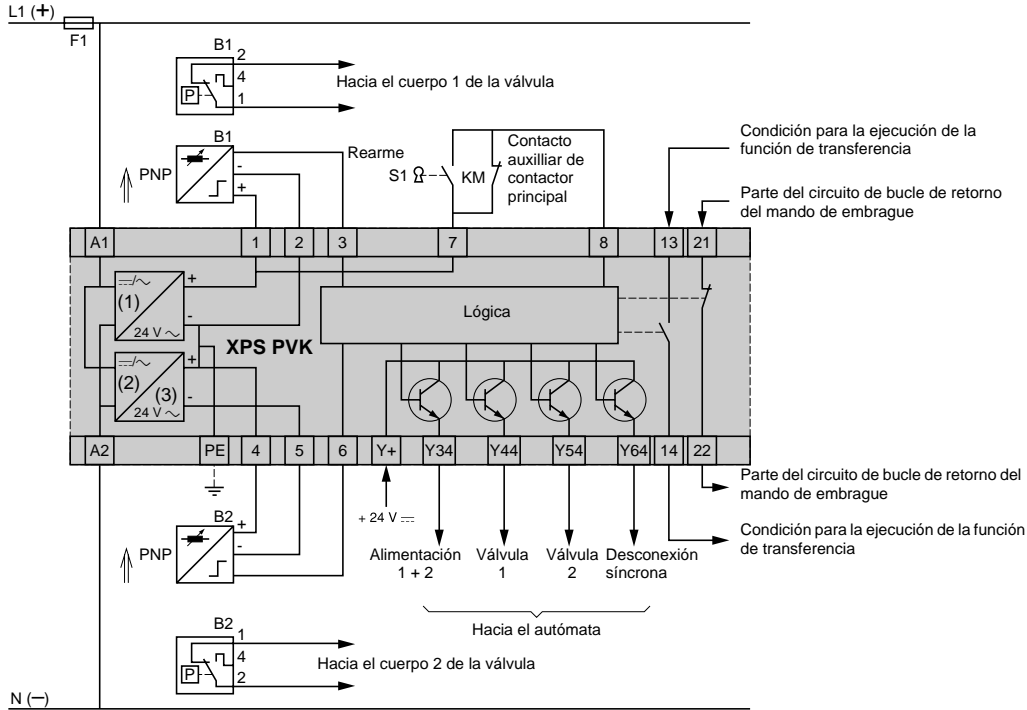 L1 (+)
F1
B1
2
4
1
P
Hacia el cuerpo 1 de la válvula
B1
PNP
-
+
Rearme
S1
KM
Contacto
auxilliar de
contactor
principal
Condición para la ejecución de la
función de transferencia
Parte del circuito de bucle de retorno
del mando de embrague
A1
1
2
3
7
8
13
21
(1)
24 V
+
-
Lógica
XPS PVK
(2)
(3)
24 V
+
-
A2
PE
4
5
6
Y+
Y34
Y44
Y54
Y64
14
22
+ 24 V
B2
PNP
+
-
Alimentación
1 + 2
Válvula
1
Válvula
2
Desconexión
síncrona
Parte del circuito de bucle de retorno del
mando de embrague
Condición para la ejecución de la función
de transferencia
Hacia el autómata
B2
1
4
2
P
Hacia el cuerpo 2 de la válvula
N (—)